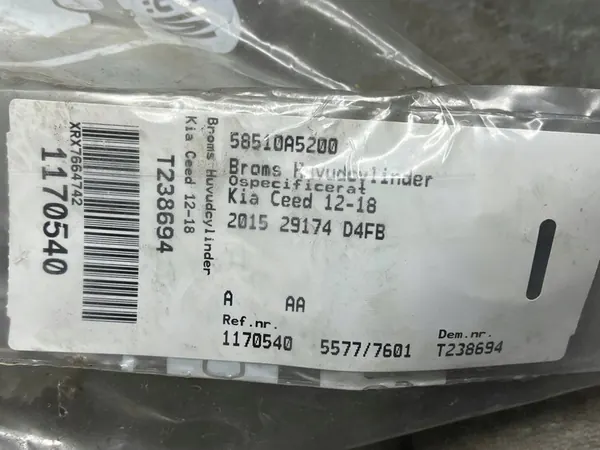 58510A5200
Broms Huvudcylinder
Ospecificerat
Kia Ceed 12-18
2015 29174 D4FB
A AA
Ref.nr.
1170540 5577/7601
Dem.nr.
T238694
Broms Huvudcylinder
Kia Ceed 12-18
T238694
XRX7664742
1170540